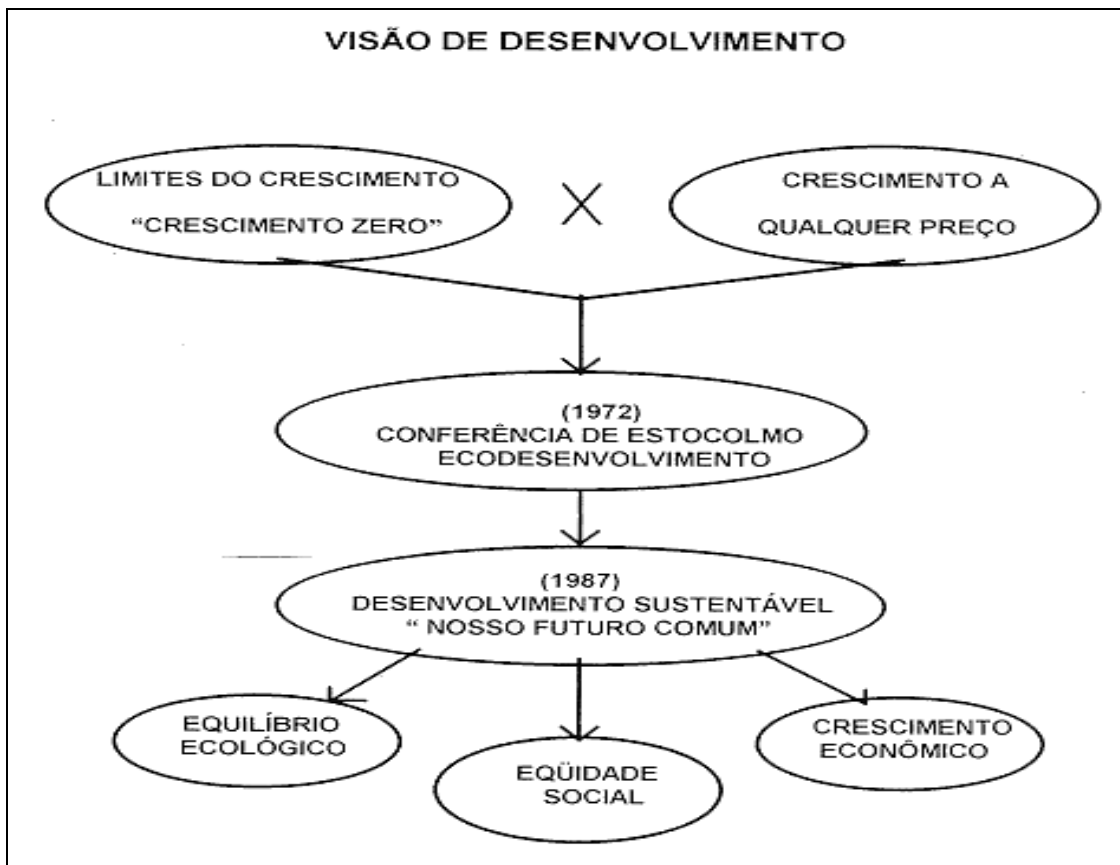 VISÃO DE DESENVOLVIMENTO
LIMITES DO CRESCIMENTO
“CRESCIMENTO ZERO”
X
CRESCIMENTO A
QUALQUER PREÇO
(1972)
CONFERÊNCIA DE ESTOCOLMO
ECODESENVOLVIMENTO
(1987)
DESENVOLVIMENTO SUSTENTÁVEL
“ NOSSO FUTURO COMUM”
EQUILÍBRIO
ECOLÓGICO
EQÜIDADE
SOCIAL
CRESCIMENTO
ECONÔMICO